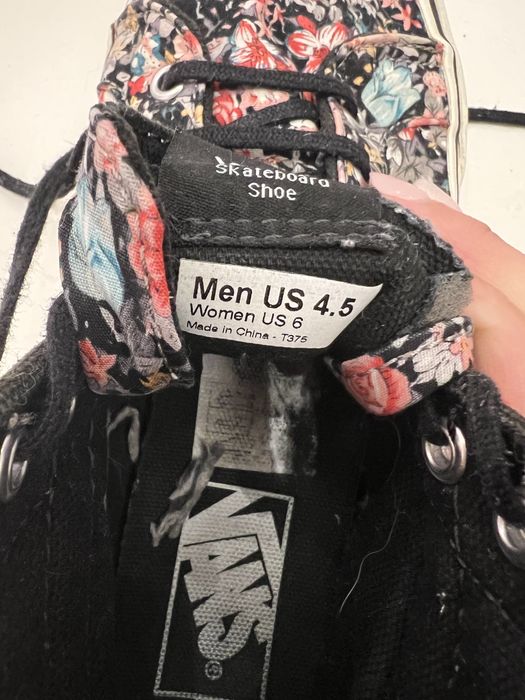 Skateboard
Shoe
Men US 4.5
Women US 6
Made in China - T375
VANS®